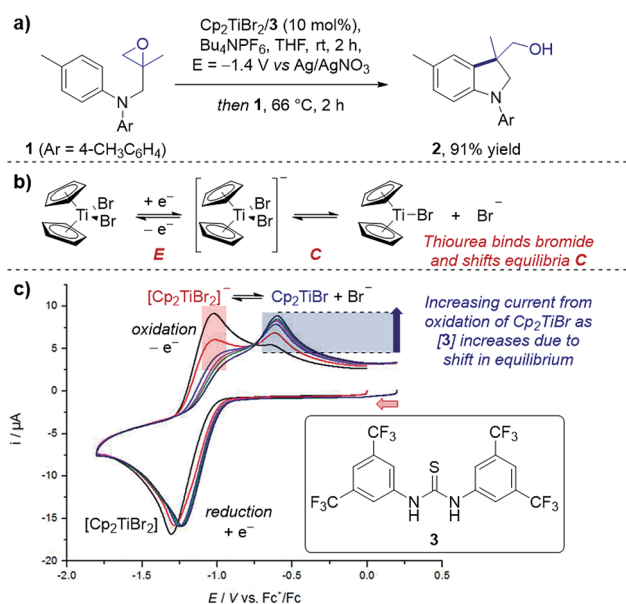 a)
Cp2TiBr2/3 (10 mol%),
Bu4NPF6, THF, rt, 2 h,
E = −1.4 V vs Ag/AgNO3
then 1, 66 °C, 2 h
O
N
Ar
1 (Ar = 4-CH3C6H4)
OH
N
Ar
2, 91% yield
b)
Ti
Br
Br
+ e−
− e−
E
Ti
Br
Br
−
C
Ti
Br
+ Br−
Thiourea binds bromide
and shifts equilibria C
c)
[Cp2TiBr2]− ⇌ Cp2TiBr + Br−
oxidation
− e−
Increasing current from
oxidation of Cp2TiBr as
[3] increases due to
shift in equilibrium
[Cp2TiBr2]
reduction
+ e−
CF3
CF3
F3C
S
N
H
N
H
CF3
3
i / µA
10
5
0
5
-10
-15
-20
-2.0
-1.5
-1.0
-0.5
0.0
0.5
E / V vs. Fc+/Fc